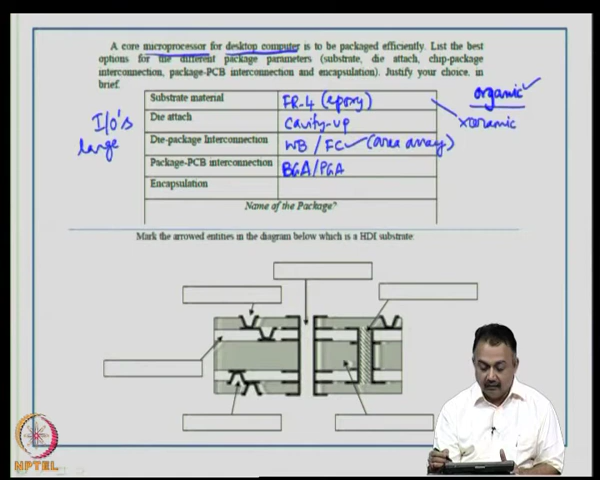 A core microprocessor for desktop computer is to be packaged efficiently. List the best
options for the different package parameters (substrate, die attach, chip-package
interconnection, package-PCB interconnection and encapsulation). Justify your choice, in
brief.
Substrate material FR-4 (epoxy)
organic ✓
xceramic
Die attach Cavity-up
I/O's
large
Die-package Interconnection WB / FC ✓ (area array)
Package-PCB interconnection BGA/PGA
Encapsulation
Name of the Package?
Mark the arrowed entities in the diagram below which is a HDI substrate:
NPTEL